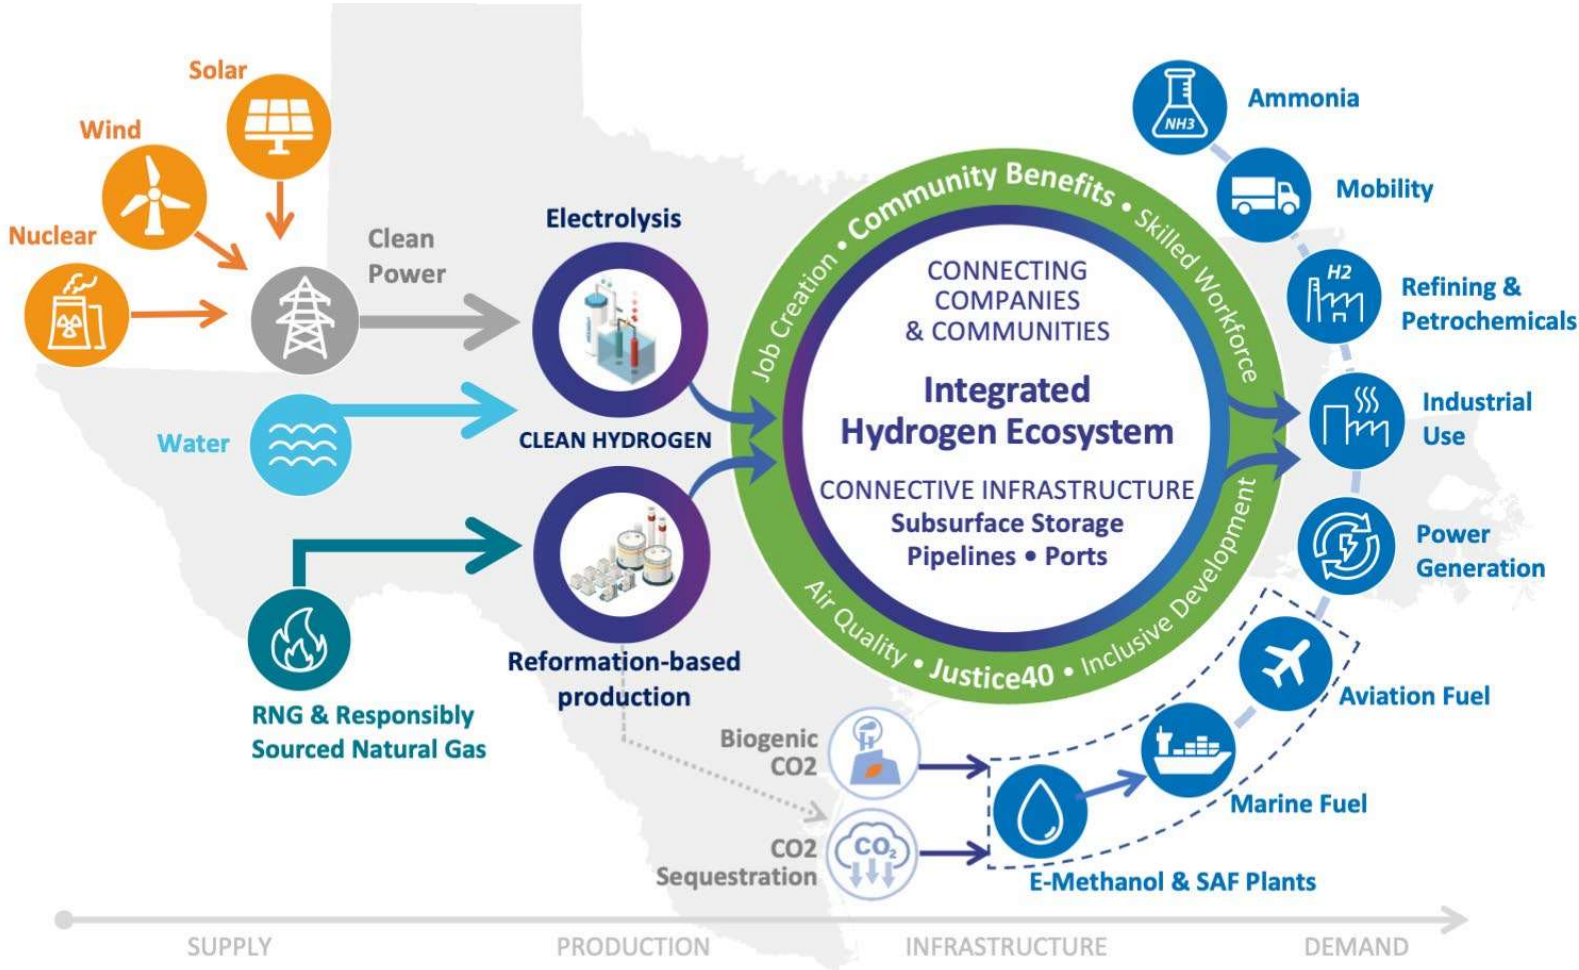 Solar
Wind
Nuclear
Clean
Power
Water
RNG & Responsibly
Sourced Natural Gas
Electrolysis
CLEAN HYDROGEN
Reformation-based
production
Job Creation • Community Benefits • Skilled Workforce
CONNECTING
COMPANIES
& COMMUNITIES
Integrated
Hydrogen Ecosystem
CONNECTIVE INFRASTRUCTURE
Subsurface Storage
Pipelines • Ports
Air Quality • Justice40 • Inclusive Development
NH3
Ammonia
Mobility
H2
Refining &
Petrochemicals
Industrial
Use
Power
Generation
Aviation Fuel
Marine Fuel
E-Methanol & SAF Plants
Biogenic
CO2
CO2
Sequestration
CO2
SUPPLY
PRODUCTION
INFRASTRUCTURE
DEMAND